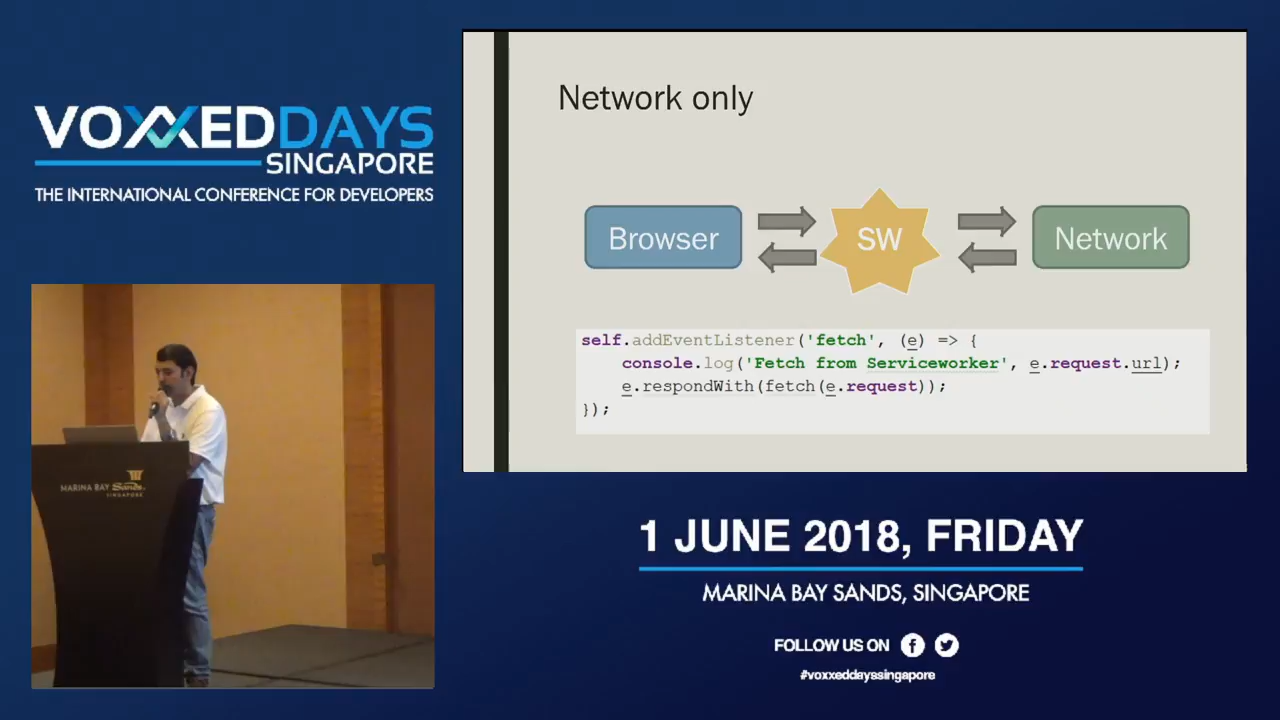 VOXXEDDAYS
SINGAPORE
THE INTERNATIONAL CONFERENCE FOR DEVELOPERS
MARINA BAY Sands.
SINGAPORE
Network only
Browser
SW
Network
self.addEventListener('fetch', (e) => {
    console.log('Fetch from Serviceworker', e.request.url);
    e.respondWith(fetch(e.request));
});
1 JUNE 2018, FRIDAY
MARINA BAY SANDS, SINGAPORE
FOLLOW US ON
#voxxeddayssingapore